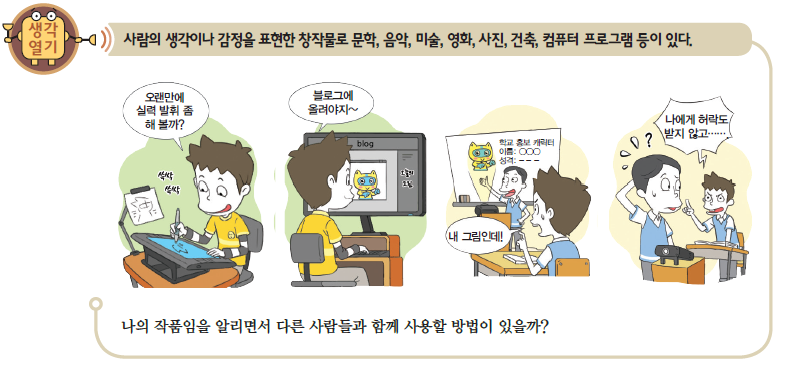 생각
열기
사람의 생각이나 감정을 표현한 창작물로 문학, 음악, 미술, 영화, 사진, 건축, 컴퓨터 프로그램 등이 있다.
오랜만에
실력 발휘 좀
해 볼까?
쓱싹
쓱싹
블로그에
올려야지~
blog
학교 홍보 캐릭터
이름: ○○○
성격: – – –
내 그림인데!
?
나에게 허락도
받지 않고……
나의 작품임을 알리면서 다른 사람들과 함께 사용할 방법이 있을까?